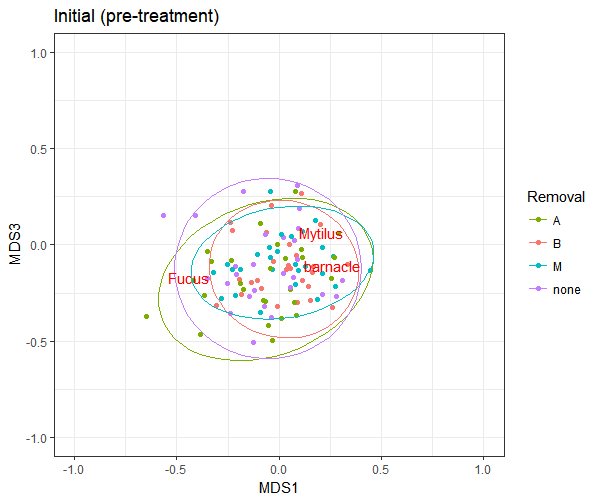 Initial (pre-treatment)
1.0
0.5
0.0
-0.5
-1.0
MDS3
Mytilus
barnacle
Fucus
-1.0
-0.5
0.0
0.5
1.0
MDS1
Removal
A
B
M
none